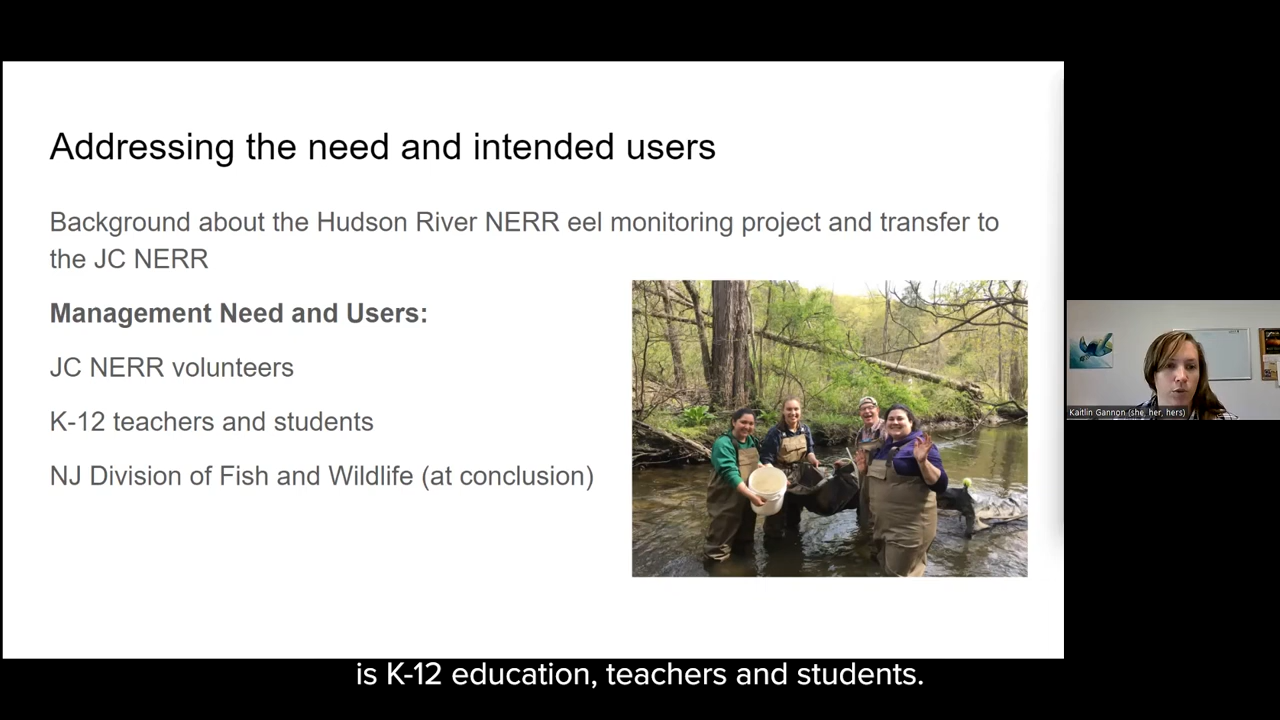 Addressing the need and intended users
Background about the Hudson River NERR eel monitoring project and transfer to
the JC NERR
Management Need and Users:
JC NERR volunteers
K-12 teachers and students
NJ Division of Fish and Wildlife (at conclusion)
Kaitlin Gannon (she, her, hers)
is K-12 education, teachers and students.